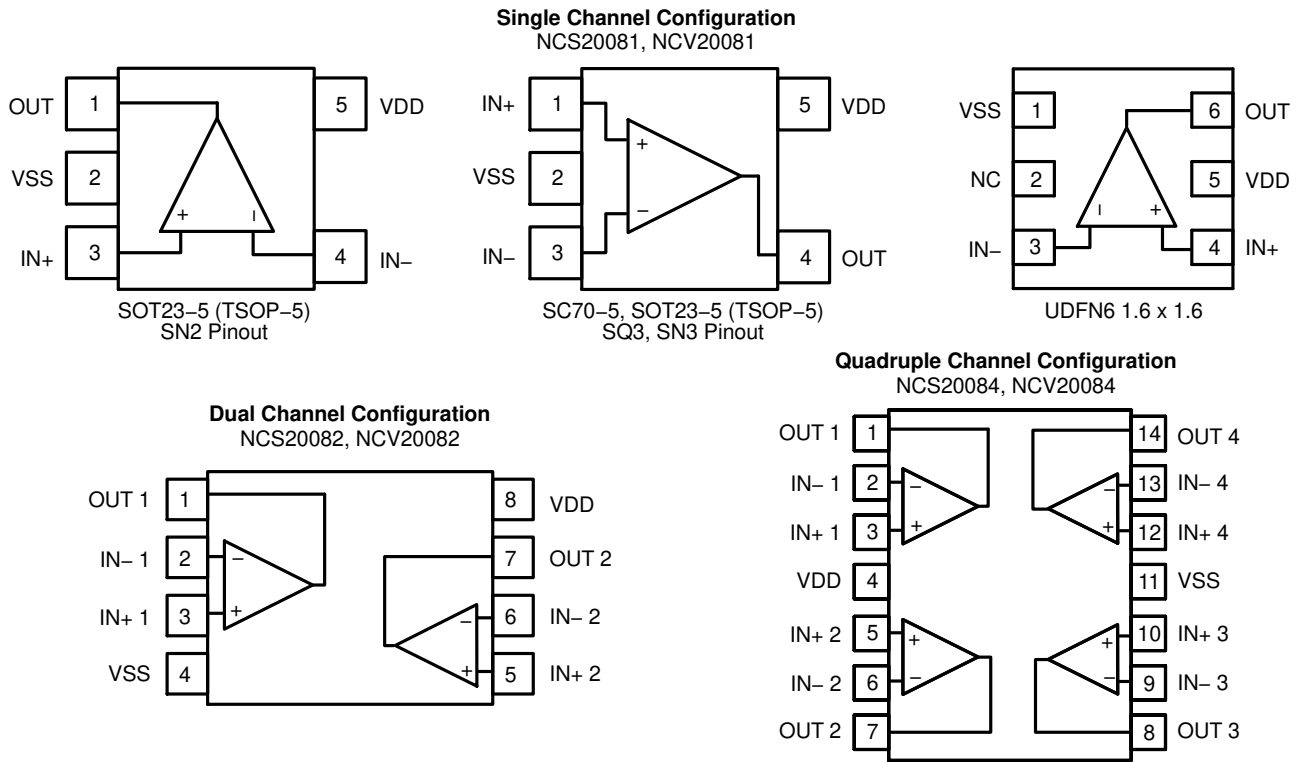 Single Channel Configuration
NCS20081, NCV20081
OUT 1
5 VDD
VSS 2
IN+ 3
4 IN−
+ −
SOT23−5 (TSOP−5)
SN2 Pinout
IN+ 1
5 VDD
VSS 2
IN− 3
4 OUT
+
−
SC70−5, SOT23−5 (TSOP−5)
SQ3, SN3 Pinout
VSS 1
6 OUT
NC 2
5 VDD
IN− 3
4 IN+
− +
UDFN6 1.6 x 1.6
Dual Channel Configuration
NCS20082, NCV20082
OUT 1 1
8 VDD
IN− 1 2
7 OUT 2
IN+ 1 3
6 IN− 2
VSS 4
5 IN+ 2
−
+
−
+
Quadruple Channel Configuration
NCS20084, NCV20084
OUT 1 1
14 OUT 4
IN− 1 2
13 IN− 4
IN+ 1 3
12 IN+ 4
VDD 4
11 VSS
IN+ 2 5
10 IN+ 3
IN− 2 6
9 IN− 3
OUT 2 7
8 OUT 3
−
+
−
+
+
−
+
−